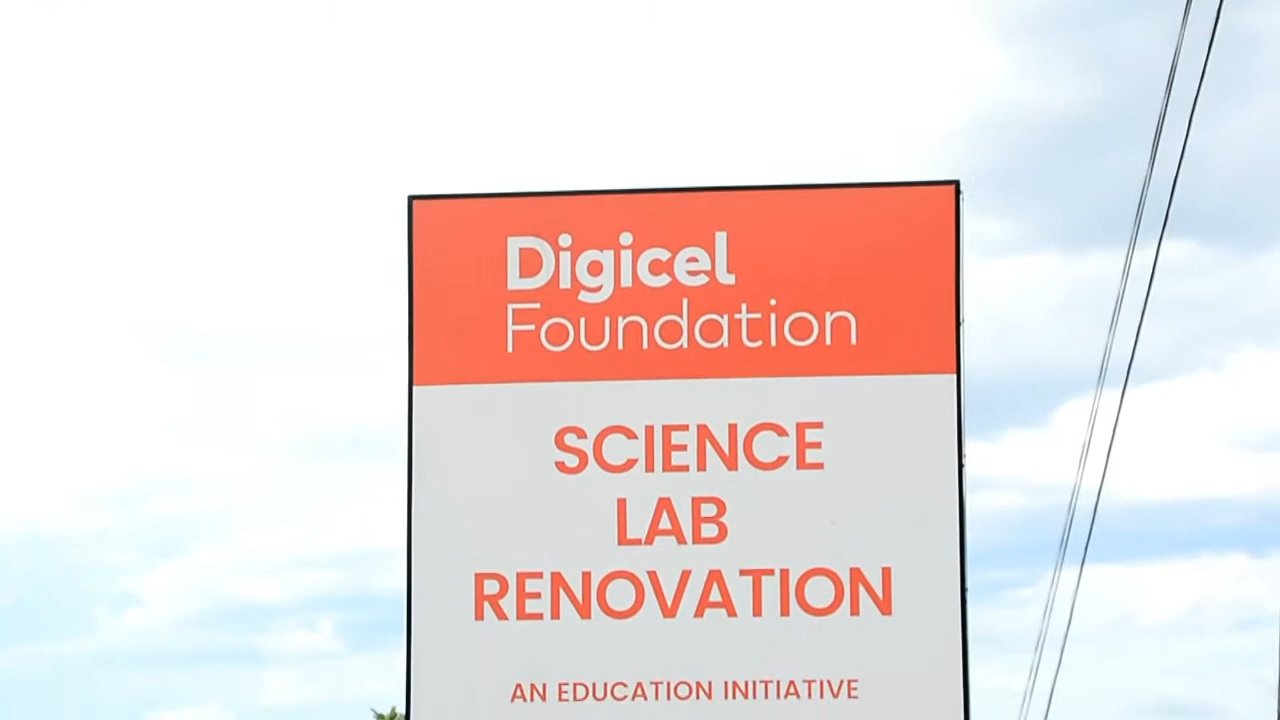 Digicel
Foundation
SCIENCE
LAB
RENOVATION
AN EDUCATION INITIATIVE